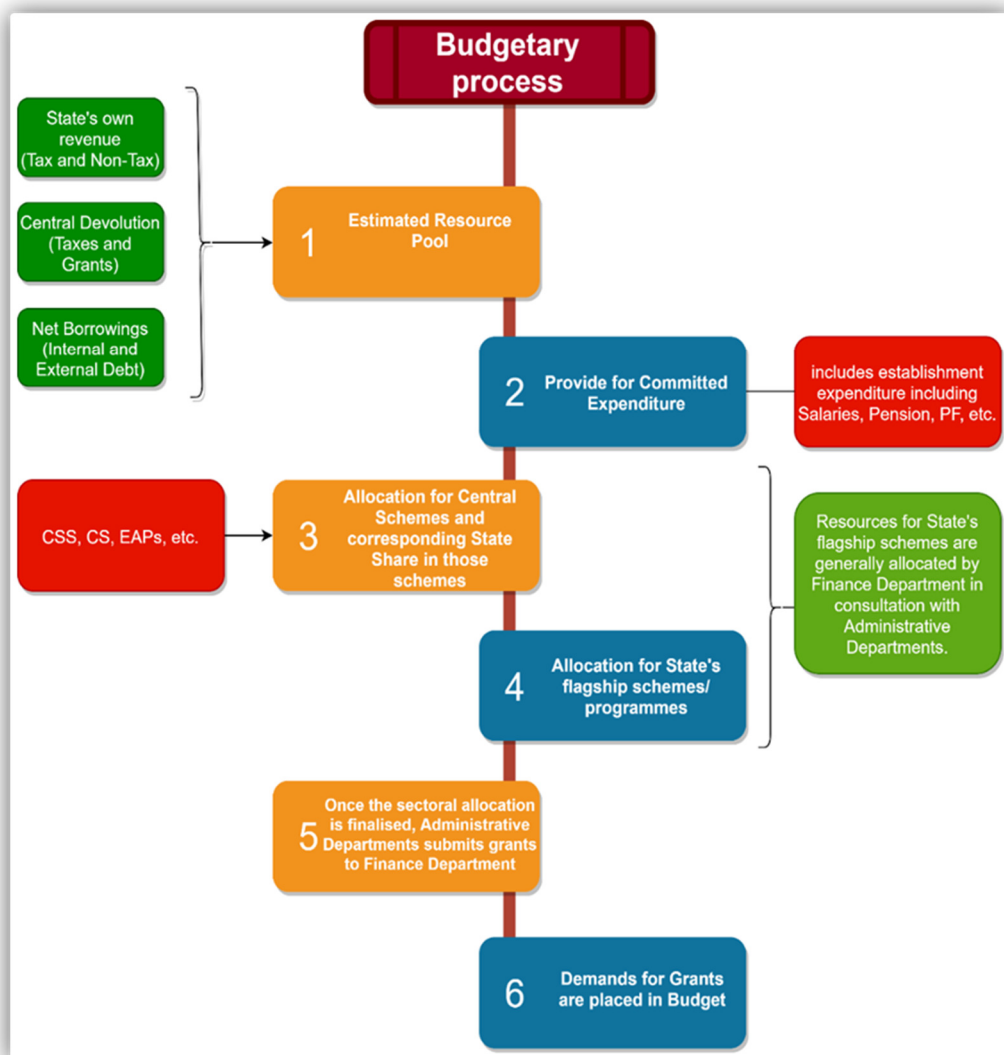 Budgetary
process
State's own
revenue
(Tax and Non-Tax)
Central Devolution
(Taxes and
Grants)
Net Borrowings
(Internal and
External Debt)
1
Estimated Resource
Pool
2
Provide for Committed
Expenditure
includes establishment
expenditure including
Salaries, Pension, PF, etc.
CSS, CS, EAPs, etc.
3
Allocation for Central
Schemes and
corresponding State
Share in those
schemes
Resources for State's
flagship schemes are
generally allocated by
Finance Department in
consultation with
Administrative
Departments.
4
Allocation for State's
flagship schemes/
programmes
5
Once the sectoral allocation
is finalised, Administrative
Departments submits grants
to Finance Department
6
Demands for Grants
are placed in Budget